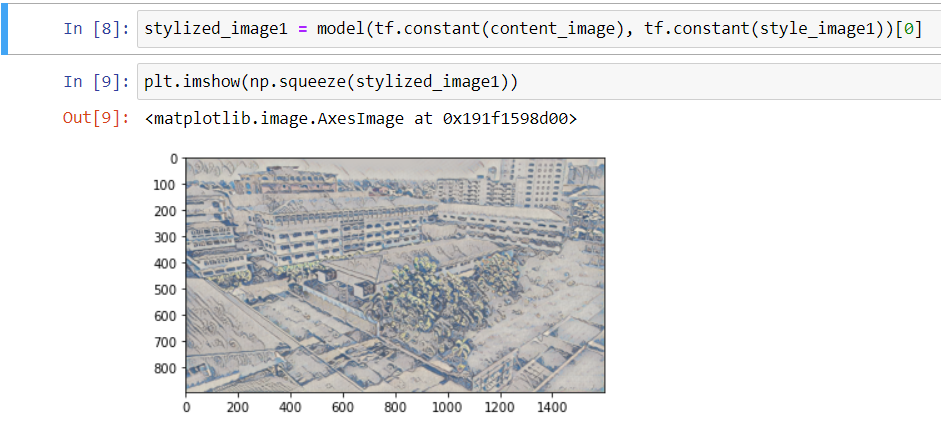 In [8]: stylized_image1 = model(tf.constant(content_image), tf.constant(style_image1))[0]
In [9]: plt.imshow(np.squeeze(stylized_image1))
Out[9]: <matplotlib.image.AxesImage at 0x191f1598d00>
0
100
200
300
400
500
600
700
800
0 200 400 600 800 1000 1200 1400